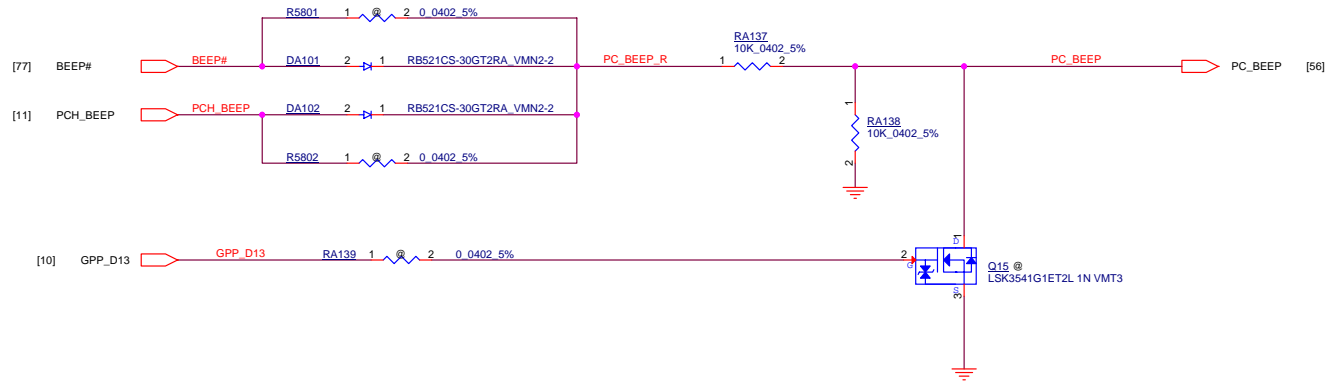 R5801 1 @ 2 0_0402_5%
RA137
10K_0402_5%
[77] BEEP# BEEP# DA101 2 1 RB521CS-30GT2RA_VMN2-2 PC_BEEP_R 1 2 PC_BEEP PC_BEEP [56]
[11] PCH_BEEP PCH_BEEP DA102 2 1 RB521CS-30GT2RA_VMN2-2
1
RA138
10K_0402_5%
2
R5802 1 @ 2 0_0402_5%
[10] GPP_D13 GPP_D13 RA139 1 @ 2 0_0402_5% 2
1
D
G
S
3
Q15 @
LSK3541G1ET2L 1N VMT3